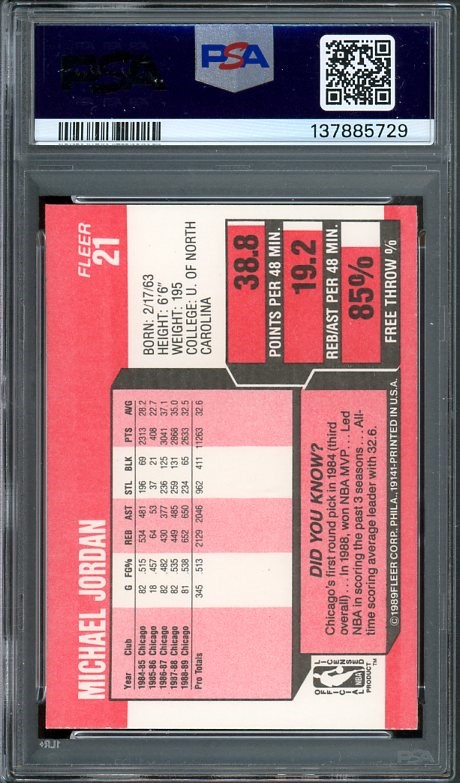 PSA
137885729
MICHAEL JORDAN
FLEER
21
Year Club G FG% REB AST STL BLK PTS AVG
1984-85 Chicago 82 .515 534 481 196 69 2313 28.2
1985-86 Chicago 18 .457 64 53 37 21 408 22.7
1986-87 Chicago 82 .482 430 377 236 125 3041 37.1
1987-88 Chicago 82 .535 449 485 259 131 2868 35.0
1988-89 Chicago 81 .538 652 650 234 65 2633 32.5
Pro Totals 345 .513 2129 2046 962 411 11263 32.6
BORN: 2/17/63
HEIGHT: 6'6"
WEIGHT: 195
COLLEGE: U. OF NORTH
CAROLINA
DID YOU KNOW?
Chicago's first round pick in 1984 (third
overall)... In 1988, won NBA MVP... Led
NBA in scoring the past 3 seasons... All-
time scoring average leader with 32.6.
38.8
POINTS PER 48 MIN.
19.2
REB/AST PER 48 MIN.
85%
FREE THROW %
OFFICIAL
LICENSED
NBA
PRODUCT™
©1989 FLEER CORP., PHILA., 19141-PRINTED IN U.S.A.